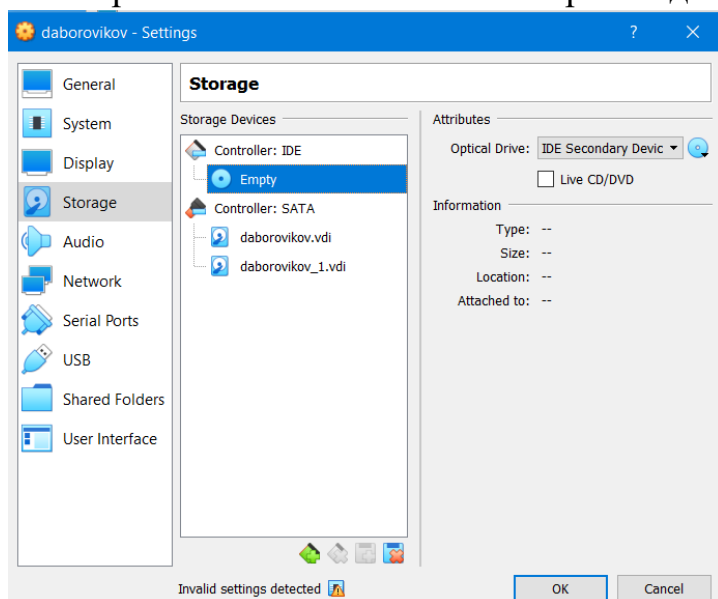 daborovikov - Settings
?
General
System
Display
Storage
Audio
Network
Serial Ports
USB
Shared Folders
User Interface
Storage
Storage Devices
Controller: IDE
Empty
Controller: SATA
daborovikov.vdi
daborovikov_1.vdi
Attributes
Optical Drive: IDE Secondary Devic
Live CD/DVD
Information
Type: --
Size: --
Location: --
Attached to: --
Invalid settings detected
OK
Cancel